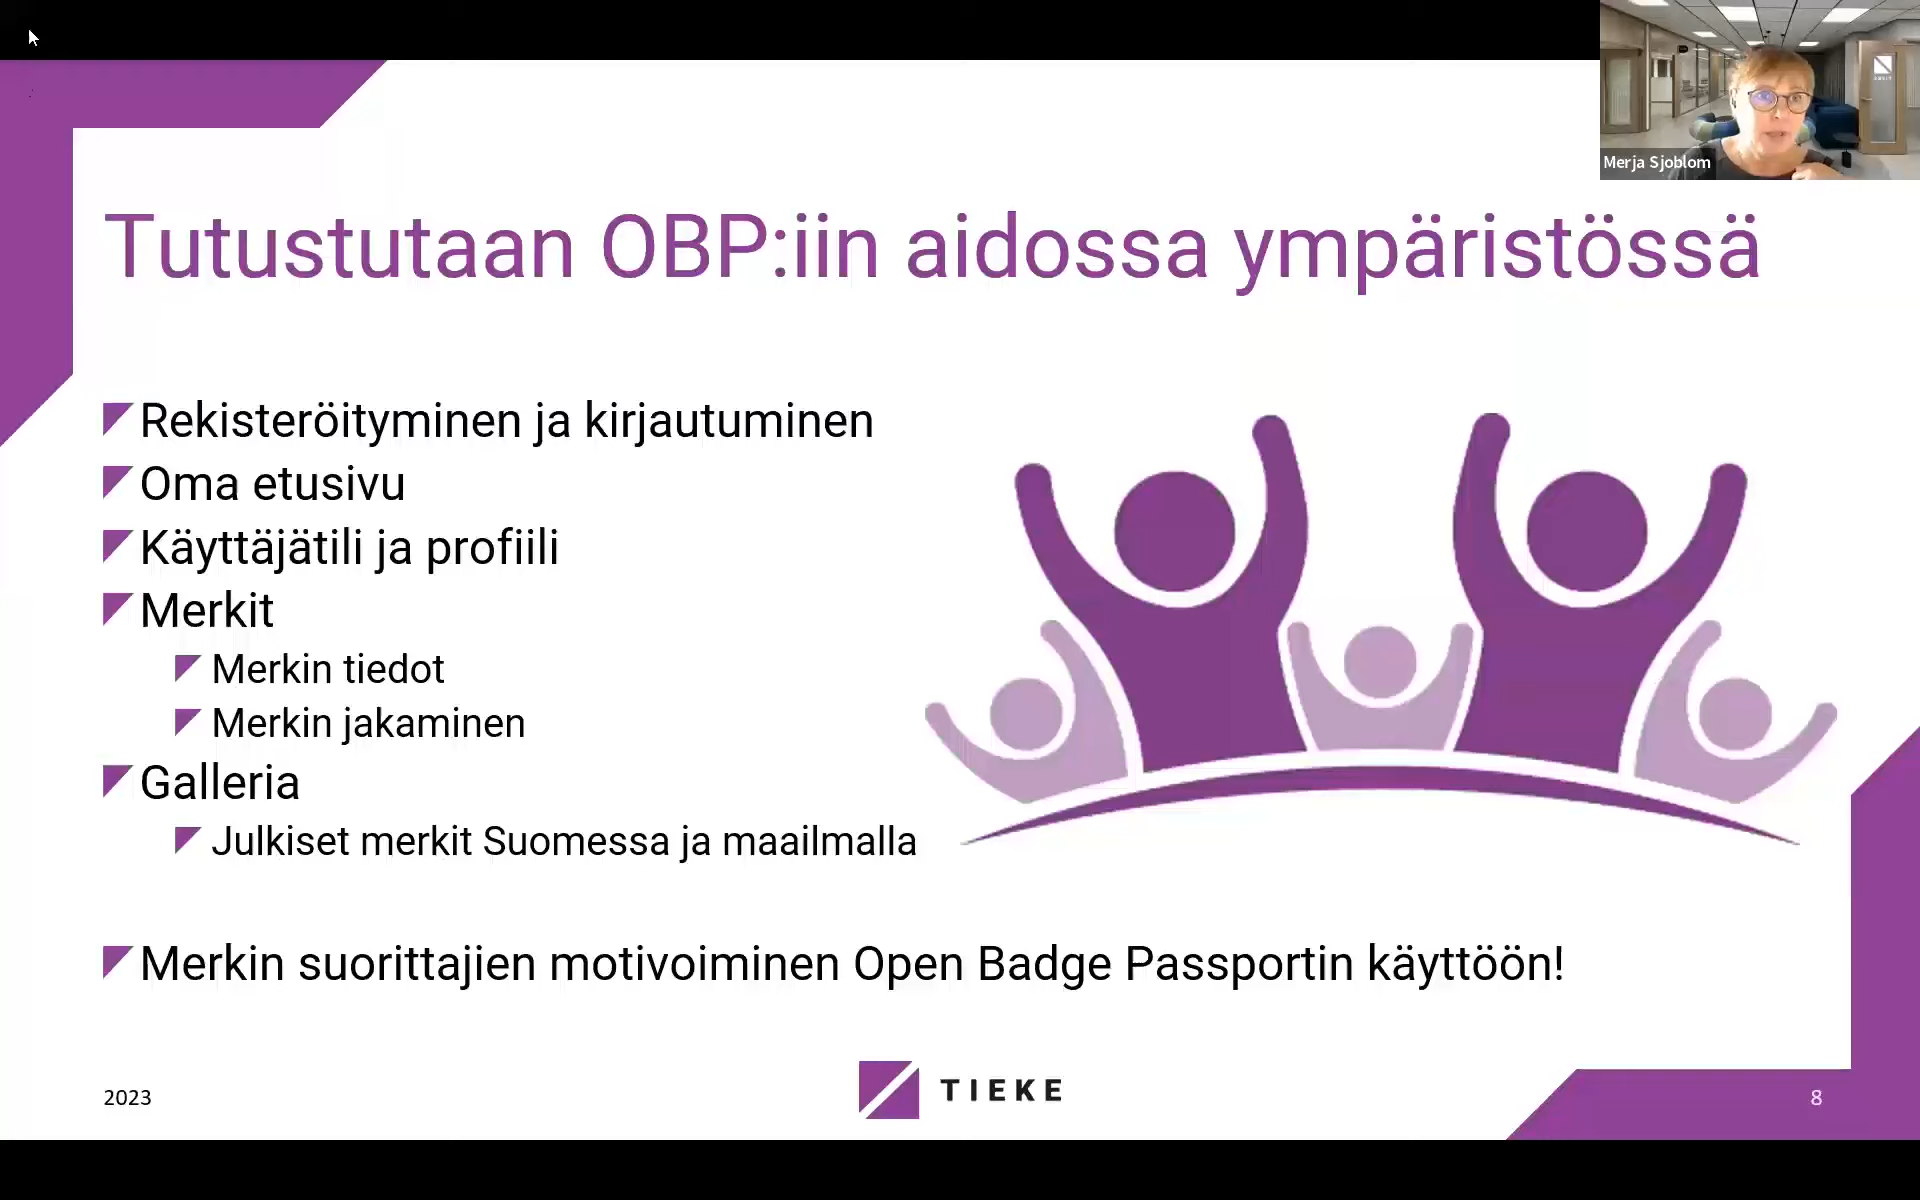 Merja Sjoblom
Tutustutaan OBP:iin aidossa ympäristössä
Rekisteröityminen ja kirjautuminen
Oma etusivu
Käyttäjätili ja profiili
Merkit
Merkin tiedot
Merkin jakaminen
Galleria
Julkiset merkit Suomessa ja maailmalla
Merkin suorittajien motivoiminen Open Badge Passportin käyttöön!
2023
TIEKE
8